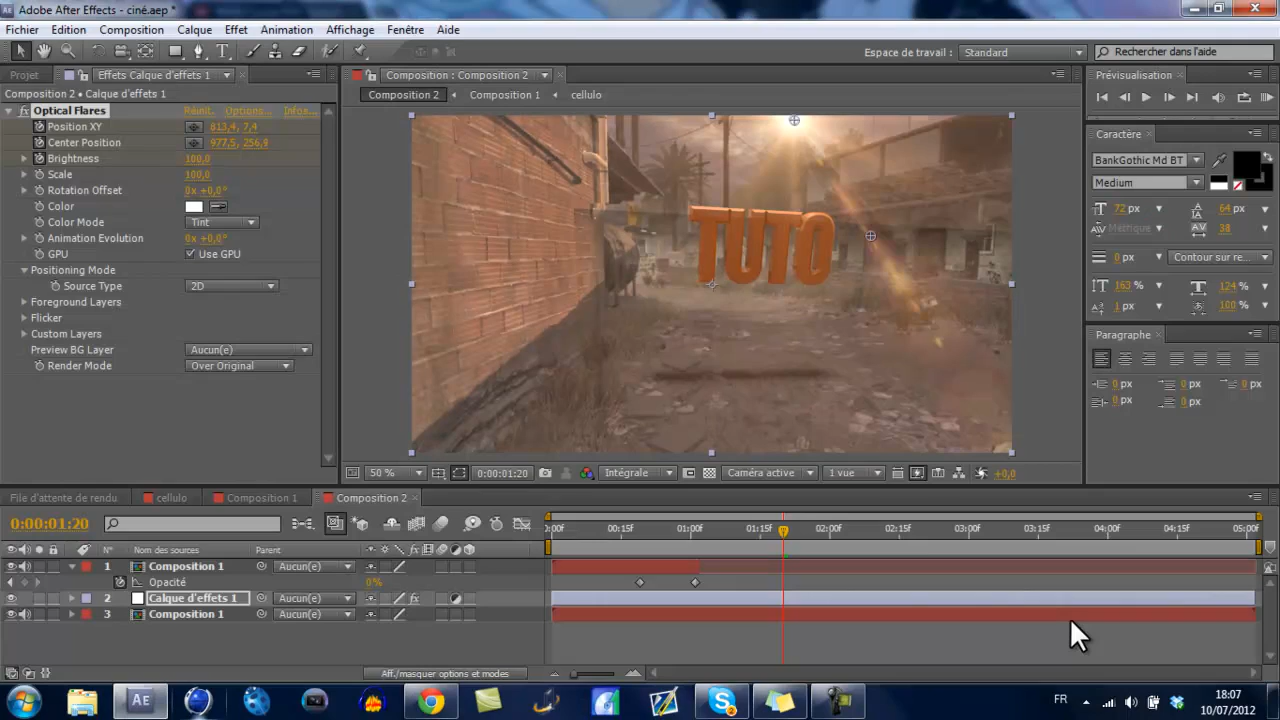 Adobe After Effects - ciné.aep *
Fichier Edition Composition Calque Effet Animation Affichage Fenêtre Aide
Espace de travail : Standard Rechercher dans l'aide
Projet Effets Calque d'effets 1 Composition : Composition 2 Prévisualisation
Composition 2 • Calque d'effets 1 Composition 2 Composition 1 cellulo
Optical Flares Réinit. Options... Infos...
Position XY 813,4, 7,4
Center Position 977,5, 256,9
Brightness 100,0
Scale 100,0
Rotation Offset 0x +0,0°
Color
Color Mode Tint
Animation Evolution 0x +0,0°
GPU Use GPU
Positioning Mode
Source Type 2D
Foreground Layers
Flicker
Custom Layers
Preview BG Layer Aucun(e)
Render Mode Over Original
TUTO
Caractère
BankGothic Md BT
Medium
72 px 64 px
Métrique 38
0 px Contour sur re...
163 % 124 %
1 px 100 %
Paragraphe
0 px 0 px 0 px
0 px 0 px
50 % 0:00:01:20 Intégrale Caméra active 1 vue +0,0
File d'attente de rendu cellulo Composition 1 Composition 2
0:00:01:20 0:00f 00:15f 01:00f 01:15f 02:00f 02:15f 03:00f 03:15f 04:00f 04:15f 05:00f
N° Nom des sources Parent
1 Composition 1 Aucun(e)
Opacité 0%
2 Calque d'effets 1 Aucun(e)
3 Composition 1 Aucun(e)
Aff./masquer options et modes
FR 18:07
10/07/2012